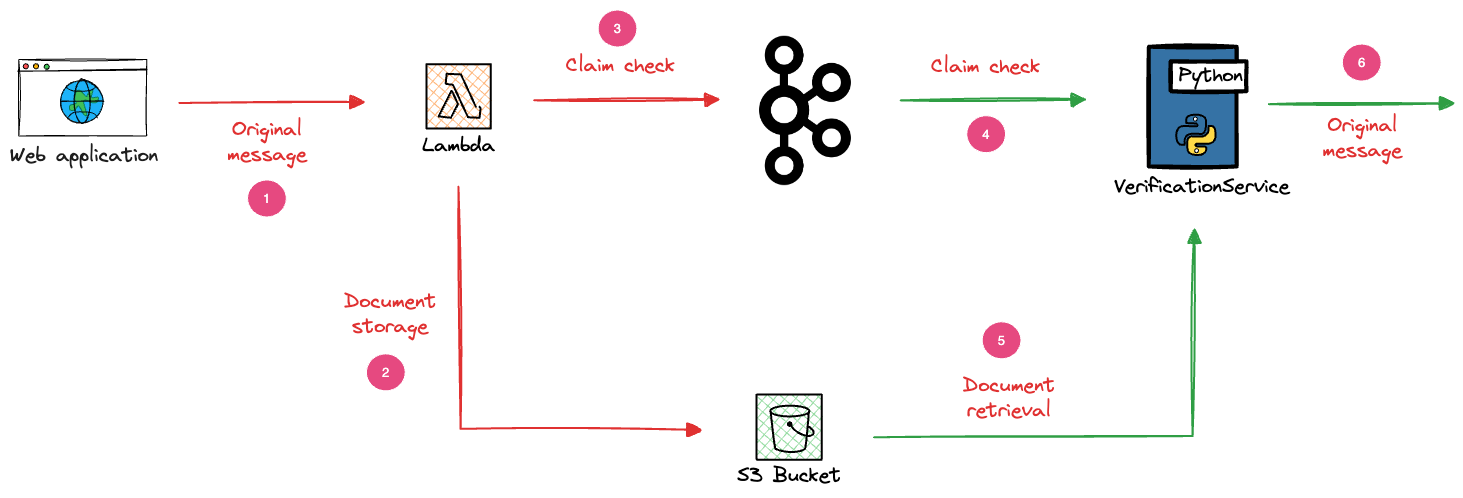 3
Claim check
Claim check
6
Python
Original
message
1
Web application
Lambda
4
Original
message
VerificationService
Document
storage
2
5
Document
retrieval
S3 Bucket